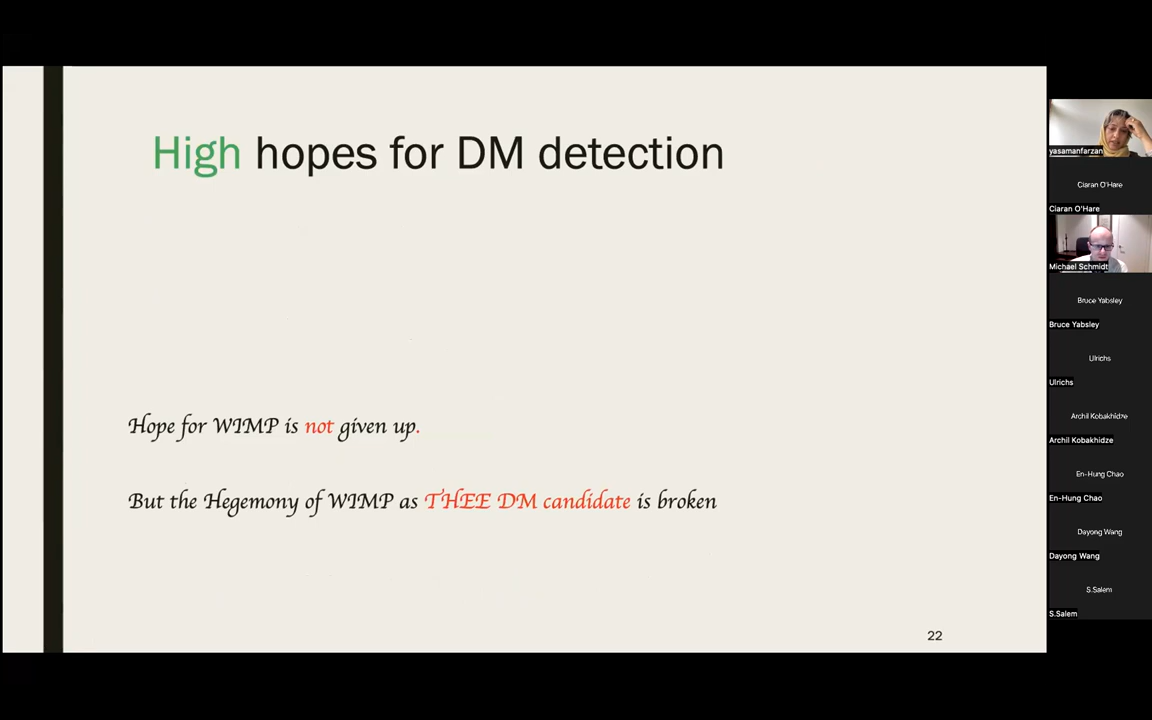 High hopes for DM detection
Hope for WIMP is not given up.
But the Hegemony of WIMP as THEE DM candidate is broken
22
yasamanfarzan
Ciaran O'Hare
Ciaran O'Hare
Michael Schmidt
Bruce Yabsley
Bruce Yabsley
Ulrichs
Ulrichs
Archil Kobakhidze
Archil Kobakhidze
En-Hung Chao
En-Hung Chao
Dayong Wang
Dayong Wang
S.Salem
S.Salem